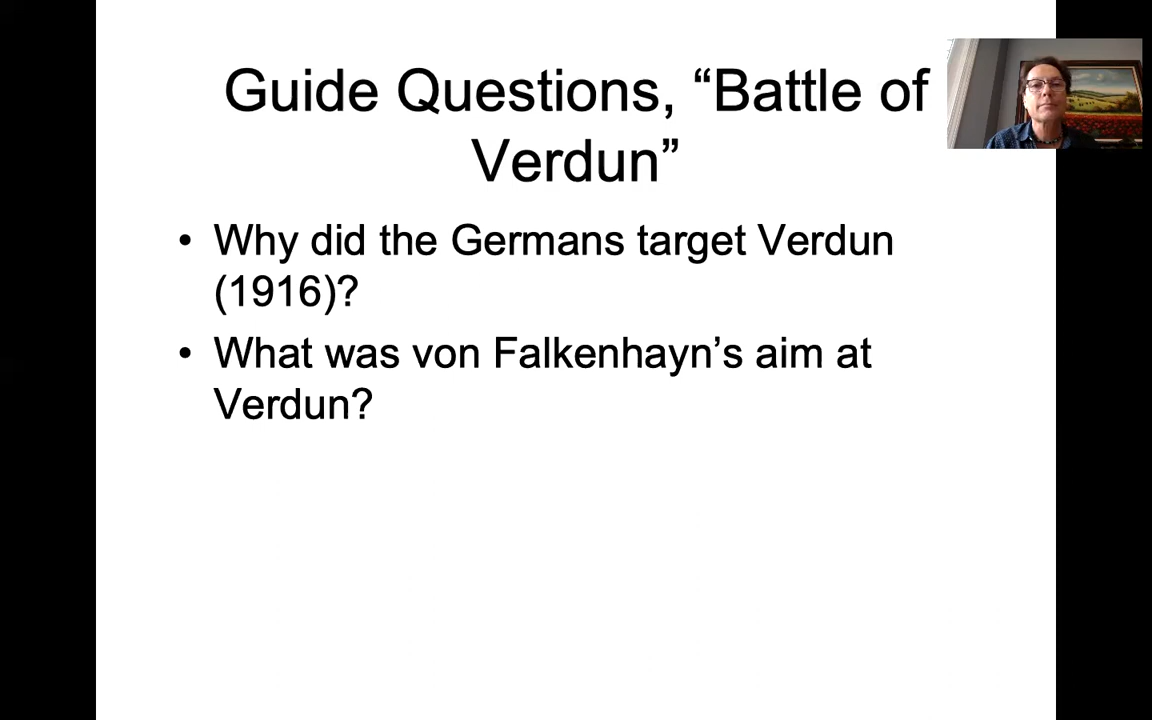 Guide Questions, “Battle of
Verdun”
• Why did the Germans target Verdun
(1916)?
• What was von Falkenhayn’s aim at
Verdun?